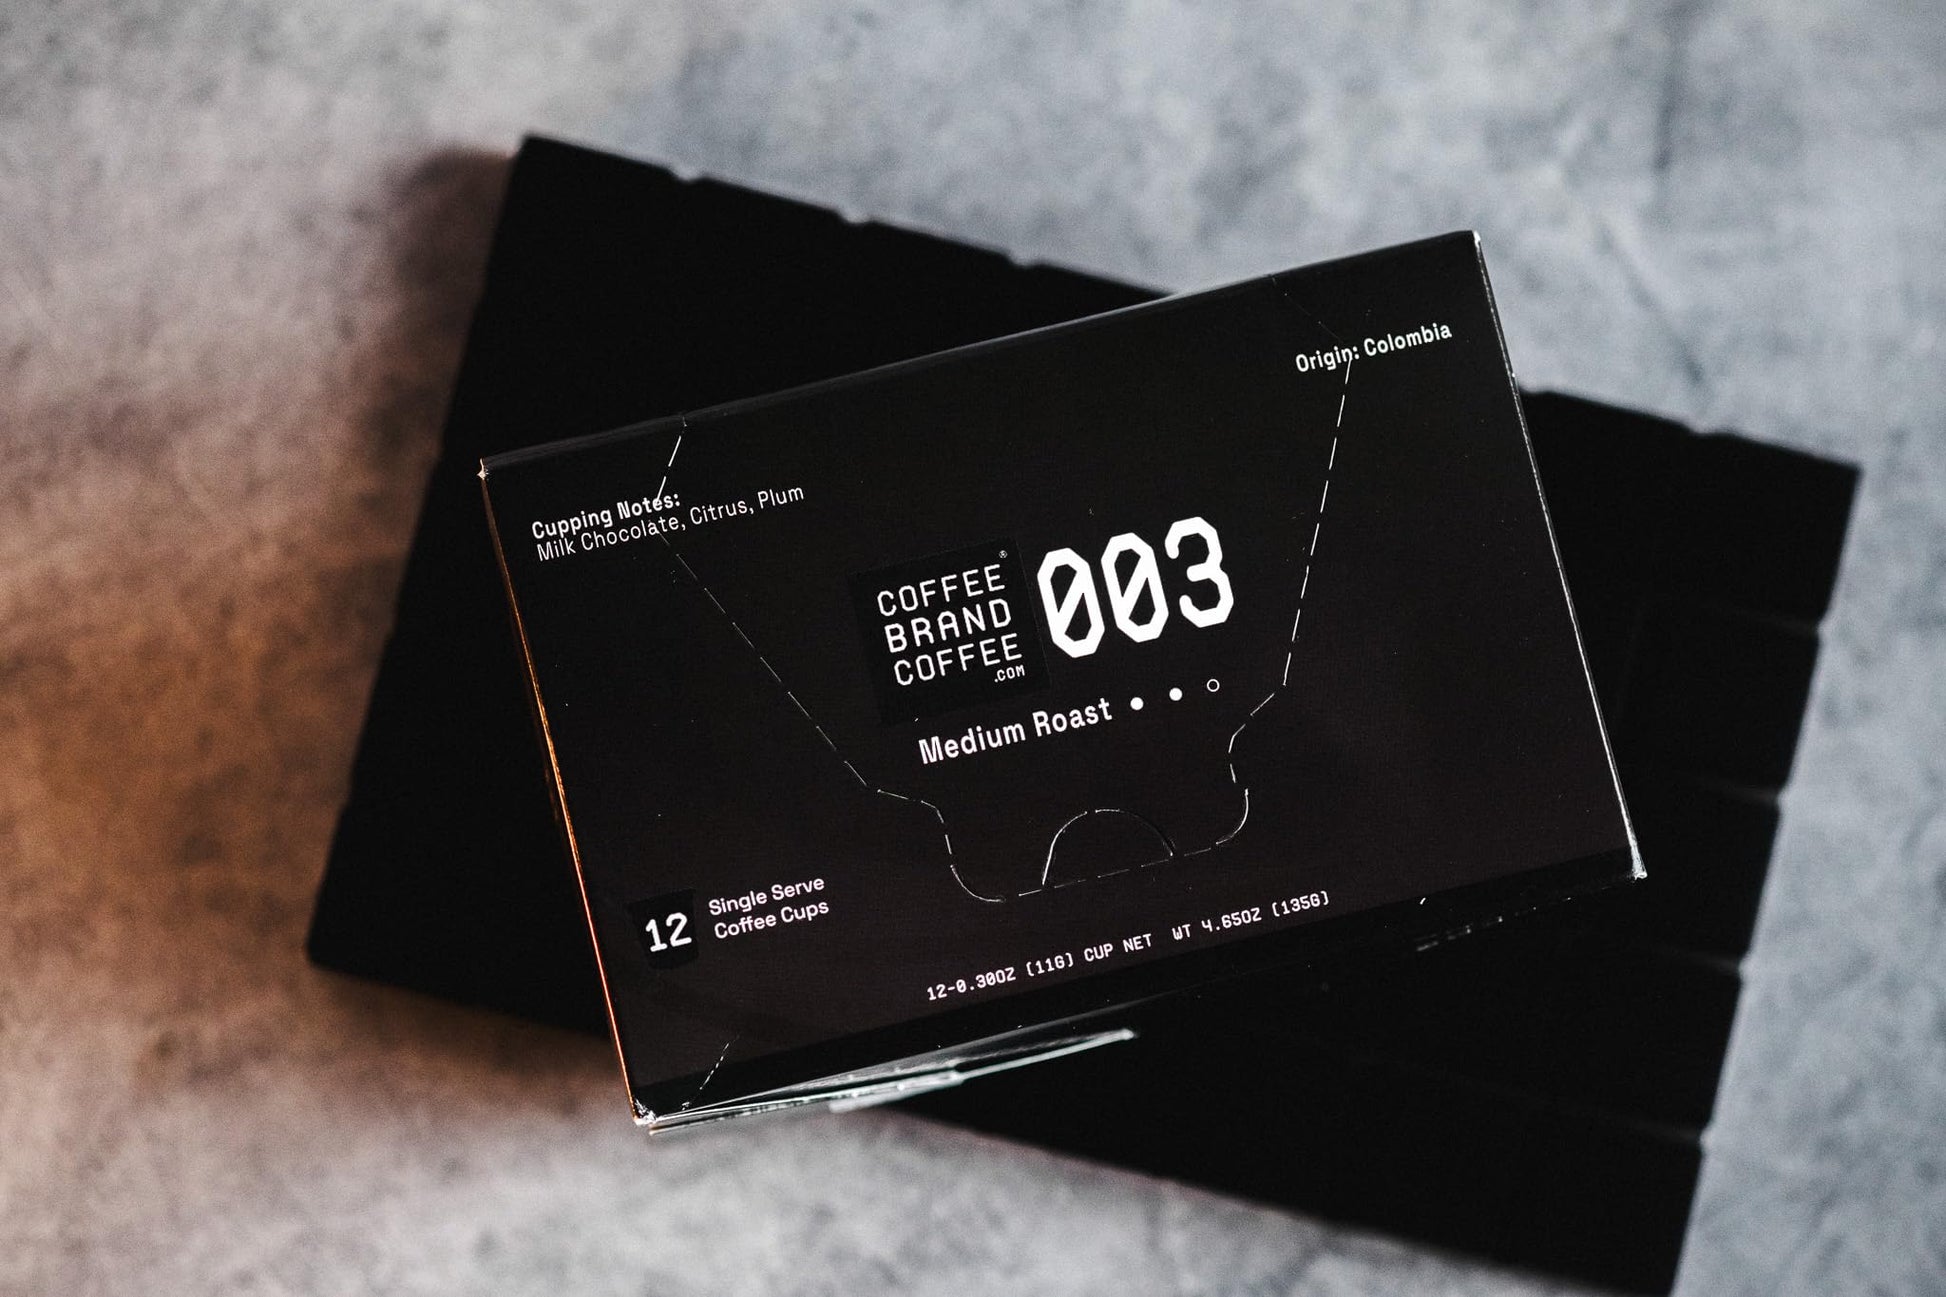 Origin: Colombia
Cupping Notes:
Milk Chocolate, Citrus, Plum
COFFEE®
BRAND
COFFEE
.COM
003
Medium Roast
12
Single Serve
Coffee Cups
12-0.30OZ (11G) CUP NET WT 4.65OZ (135G)